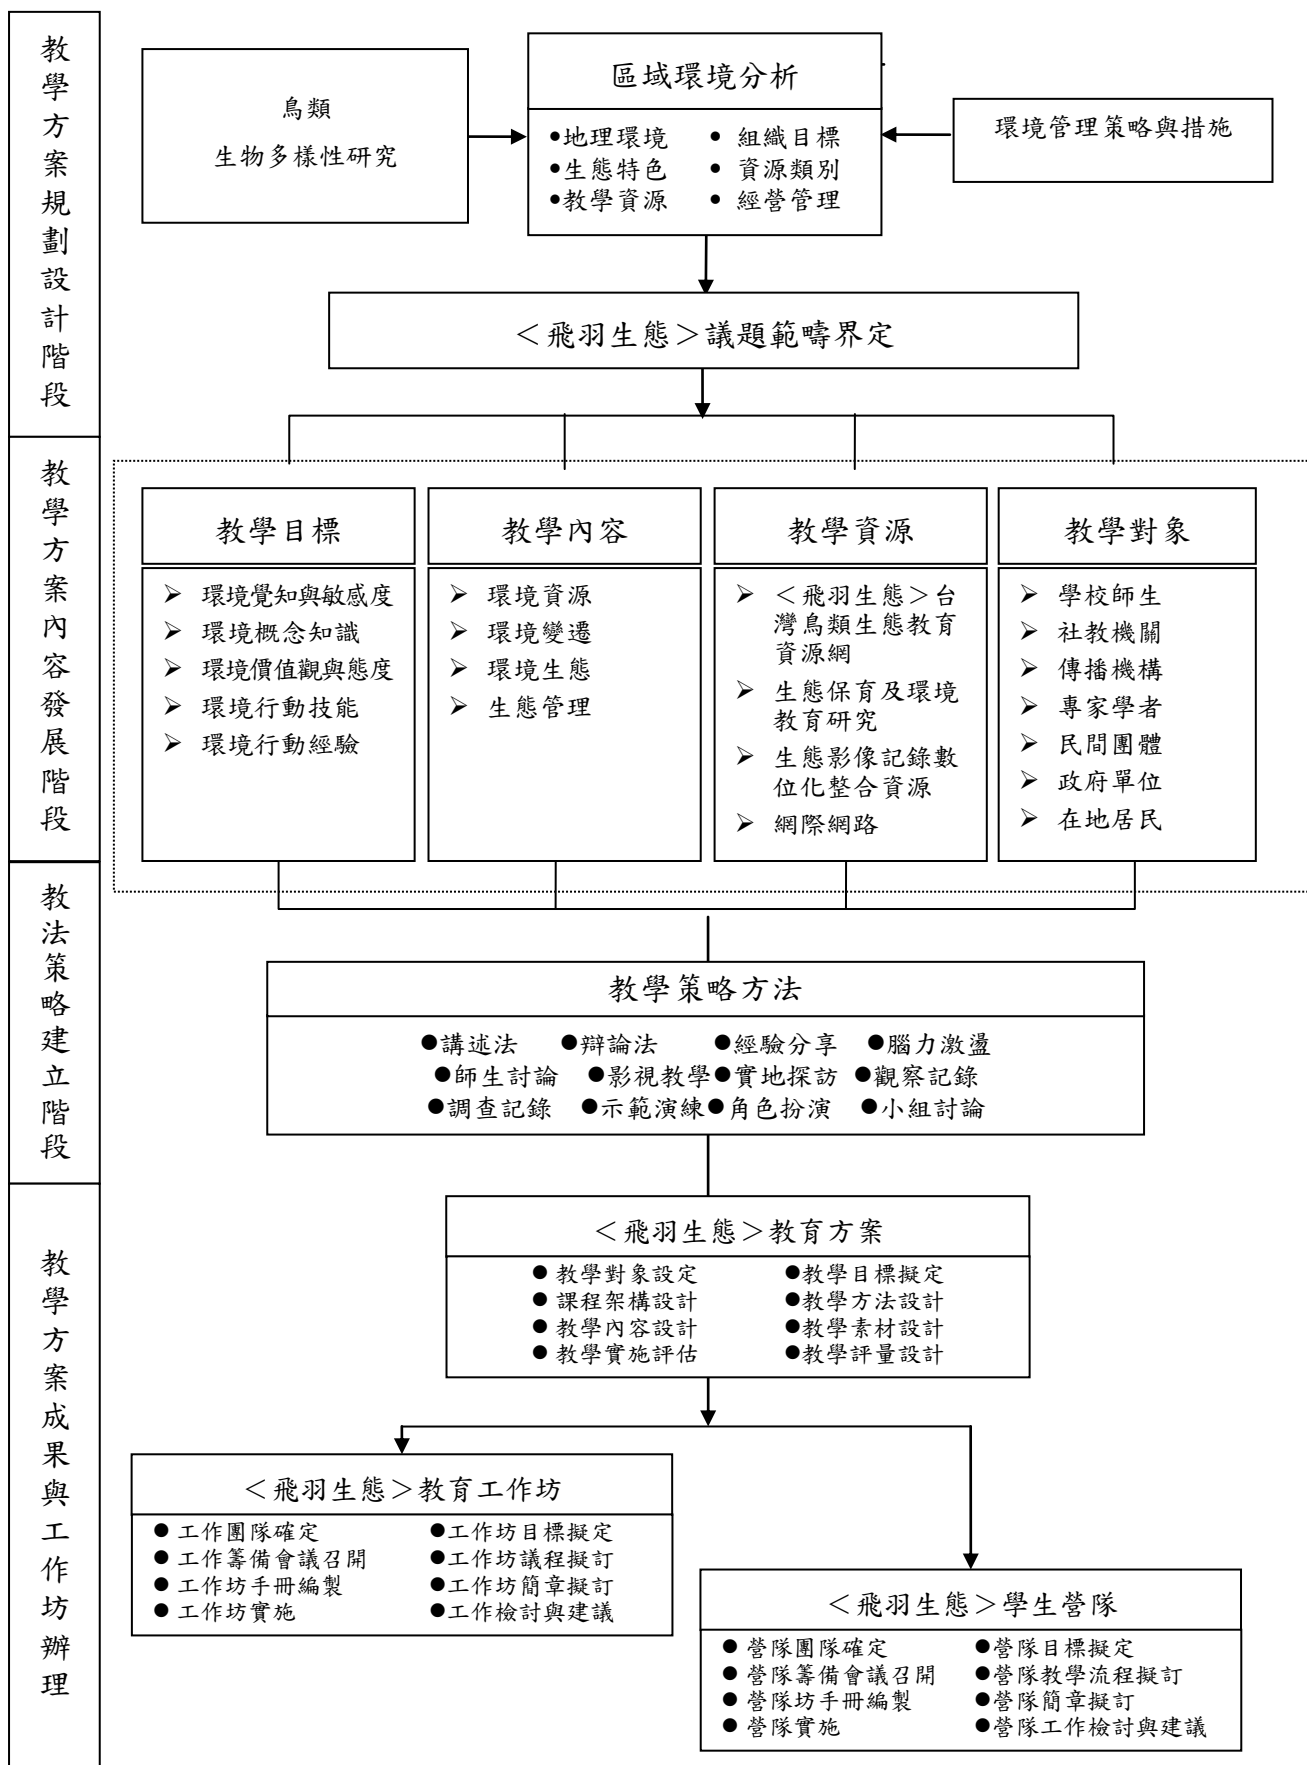 教學方案規劃設計階段
鳥類
生物多樣性研究
區域環境分析
●地理環境 ● 組織目標
●生態特色 ● 資源類別
●教學資源 ● 經營管理
環境管理策略與措施
＜飛羽生態＞議題範疇界定
教學方案內容發展階段
教學目標
➢ 環境覺知與敏感度
➢ 環境概念知識
➢ 環境價值觀與態度
➢ 環境行動技能
➢ 環境行動經驗
教學內容
➢ 環境資源
➢ 環境變遷
➢ 環境生態
➢ 生態管理
教學資源
➢ ＜飛羽生態＞台
灣鳥類生態教育
資源網
➢ 生態保育及環境
教育研究
➢ 生態影像記錄數
位化整合資源
➢ 網際網路
教學對象
➢ 學校師生
➢ 社教機關
➢ 傳播機構
➢ 專家學者
➢ 民間團體
➢ 政府單位
➢ 在地居民
教法策略建立階段
教學策略方法
●講述法 ●辯論法 ●經驗分享 ●腦力激盪
●師生討論 ●影視教學●實地探訪 ●觀察記錄
●調查記錄 ●示範演練●角色扮演 ●小組討論
教學方案成果與工作坊辦理
＜飛羽生態＞教育方案
● 教學對象設定 ●教學目標擬定
● 課程架構設計 ●教學方法設計
● 教學內容設計 ●教學素材設計
● 教學實施評估 ●教學評量設計
＜飛羽生態＞教育工作坊
● 工作團隊確定 ●工作坊目標擬定
● 工作籌備會議召開 ●工作坊議程擬訂
● 工作坊手冊編製 ●工作坊簡章擬訂
● 工作坊實施 ●工作檢討與建議
＜飛羽生態＞學生營隊
● 營隊團隊確定 ●營隊目標擬定
● 營隊籌備會議召開 ●營隊教學流程擬訂
● 營隊坊手冊編製 ●營隊簡章擬訂
● 營隊實施 ●營隊工作檢討與建議